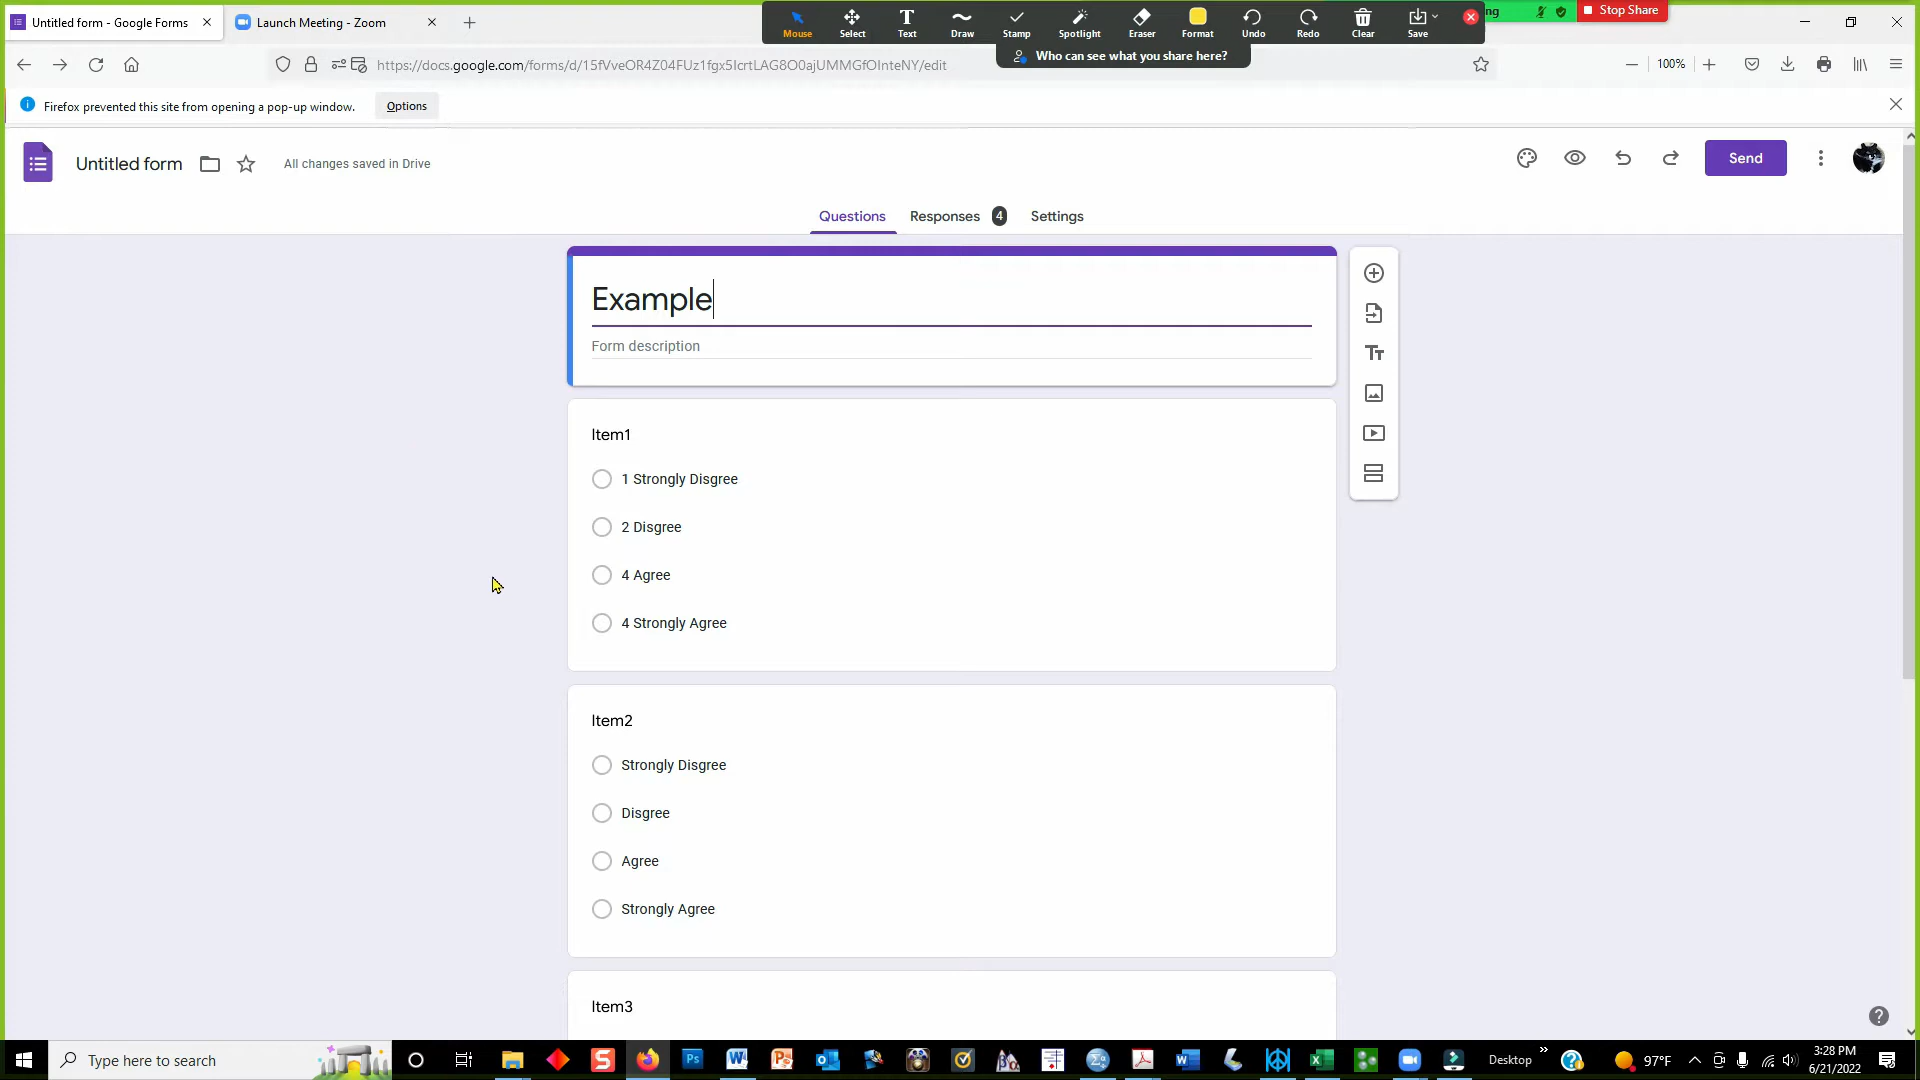 Untitled form - Google Forms
Launch Meeting - Zoom
Mouse
Select
Text
Draw
Stamp
Spotlight
Eraser
Format
Undo
Redo
Clear
Save
ng
Stop Share
Who can see what you share here?
https://docs.google.com/forms/d/15fVveOR4Z04FUz1fgx5IcrtLAG8O0ajUMMGfOInteNY/edit
100%
Firefox prevented this site from opening a pop-up window.
Options
Untitled form
All changes saved in Drive
Send
Questions
Responses
4
Settings
Example
Form description
Item1
1 Strongly Disgree
2 Disgree
4 Agree
4 Strongly Agree
Item2
Strongly Disgree
Disgree
Agree
Strongly Agree
Item3
Type here to search
Desktop
97°F
3:28 PM
6/21/2022